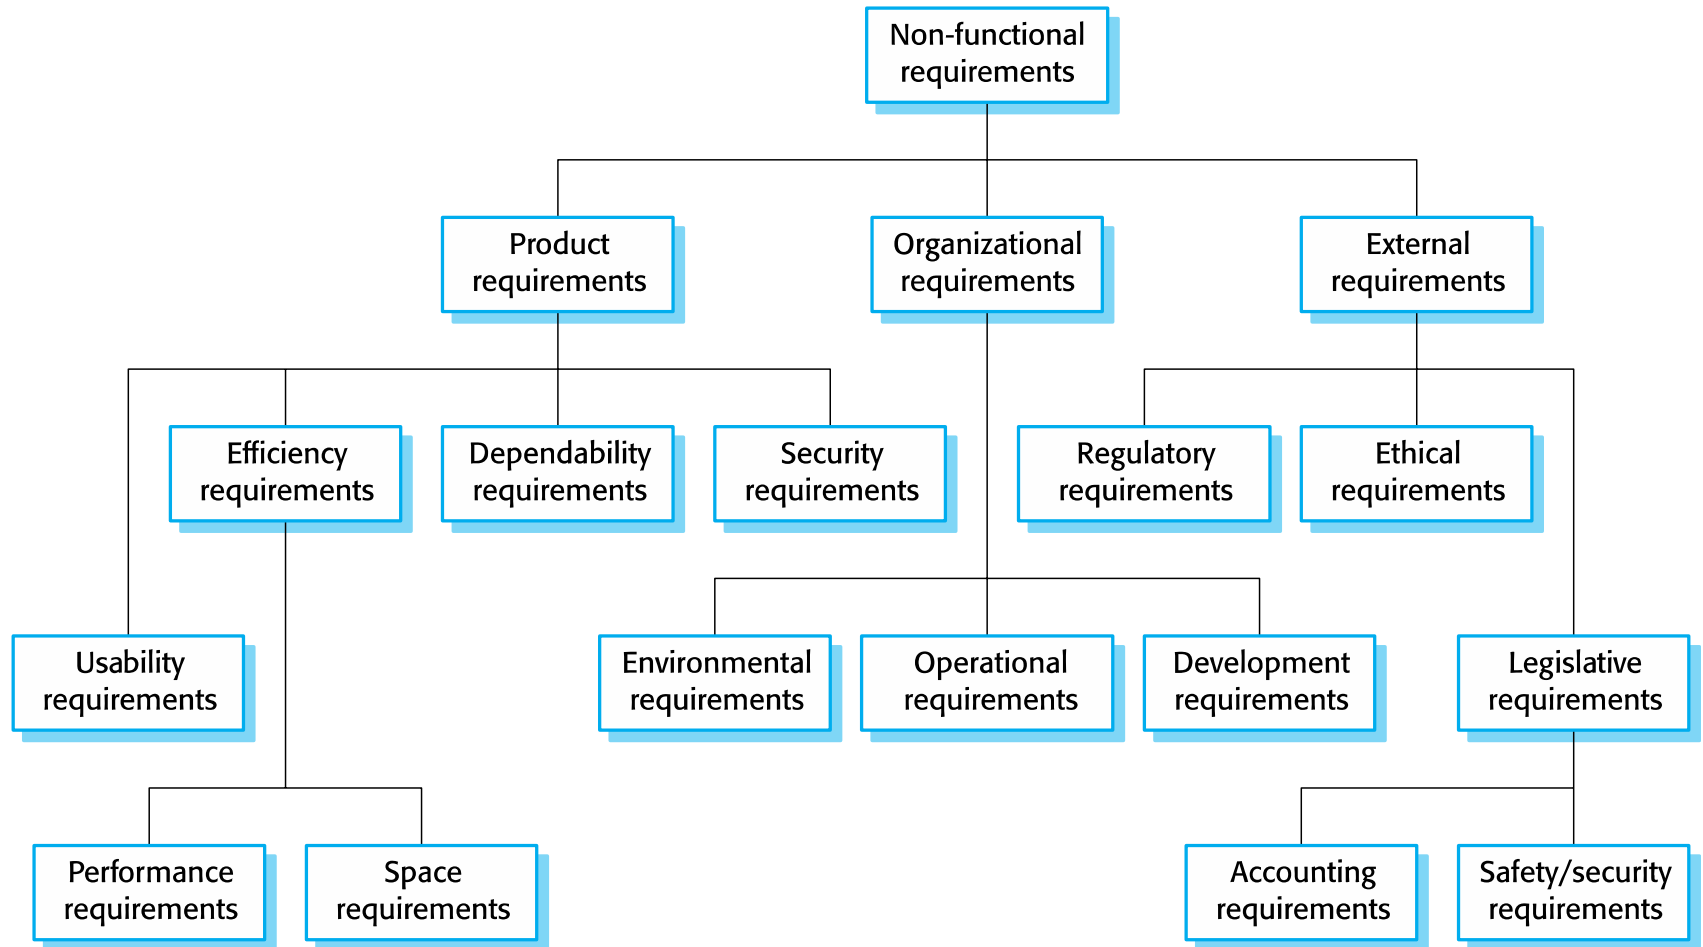 Non-functional
requirements
Product
requirements
Organizational
requirements
External
requirements
Efficiency
requirements
Dependability
requirements
Security
requirements
Regulatory
requirements
Ethical
requirements
Usability
requirements
Environmental
requirements
Operational
requirements
Development
requirements
Legislative
requirements
Performance
requirements
Space
requirements
Accounting
requirements
Safety/security
requirements